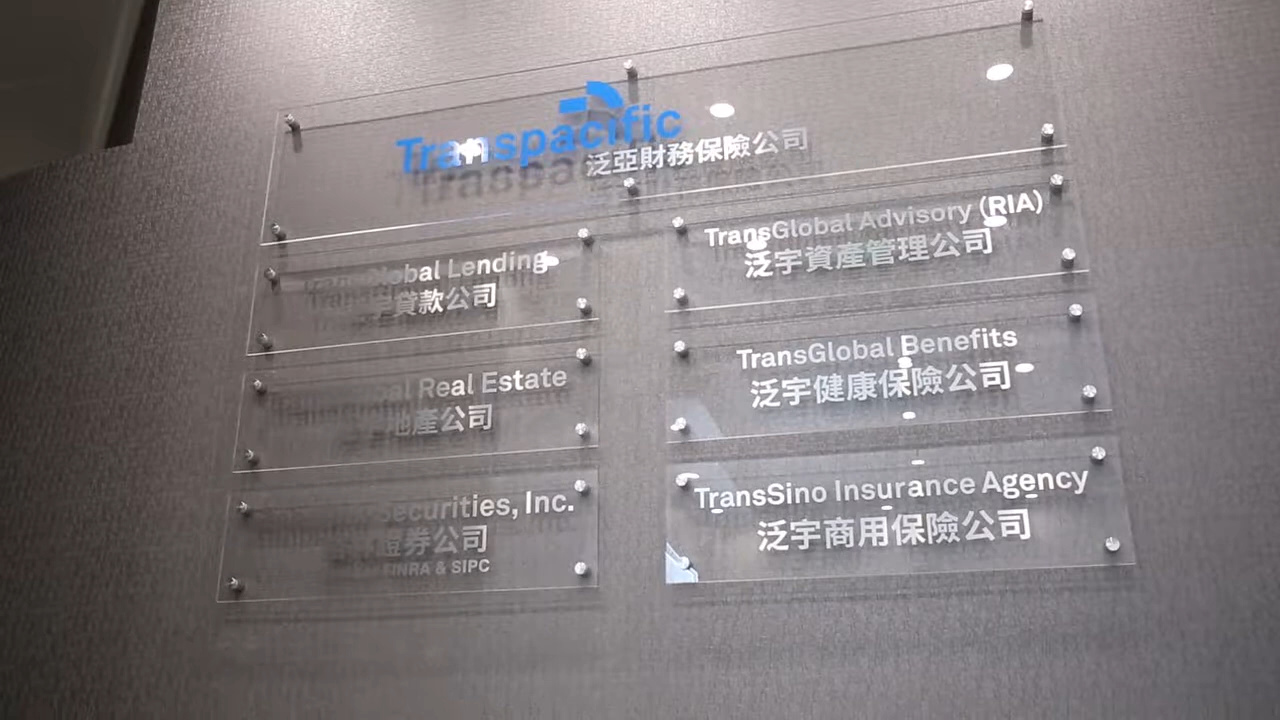 Transpacific
泛亞財務保險公司
TransGlobal Lending
貸款公司
Real Estate
地產公司
Securities, Inc.
證券公司
FINRA & SIPC
TransGlobal Advisory (RIA)
泛宇資產管理公司
TransGlobal Benefits
泛宇健康保險公司
TransSino Insurance Agency
泛宇商用保險公司